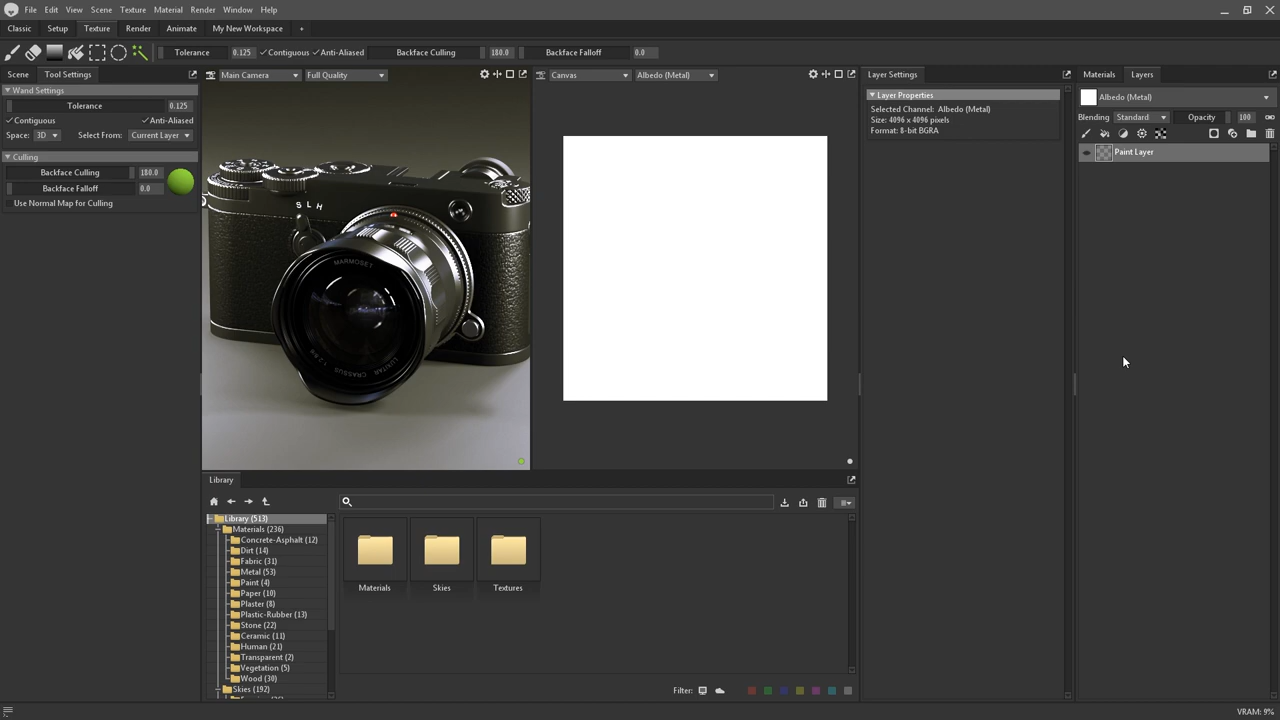 File Edit View Scene Texture Material Render Window Help
Classic Setup Texture Render Animate My New Workspace +
Tolerance 0.125 Contiguous Anti-Aliased Backface Culling 180.0 Backface Falloff 0.0
Scene Tool Settings
Wand Settings
Tolerance 0.125
Contiguous Anti-Aliased
Space: 3D Select From: Current Layer
Culling
Backface Culling 180.0
Backface Falloff 0.0
Use Normal Map for Culling
Main Camera Full Quality
S L H
MARMOSET
LUXITAR CRASSUS 1:2.8
Canvas Albedo (Metal)
Layer Settings
Layer Properties
Selected Channel: Albedo (Metal)
Size: 4096 x 4096 pixels
Format: 8-bit BGRA
Materials Layers
Albedo (Metal)
Blending Standard Opacity 100
Paint Layer
Library
Library (513)
Materials (236)
Concrete-Asphalt (12)
Dirt (14)
Fabric (31)
Metal (53)
Paint (4)
Paper (10)
Plaster (8)
Plastic-Rubber (13)
Stone (22)
Ceramic (11)
Human (21)
Transparent (2)
Vegetation (5)
Wood (30)
Skies (192)
Materials Skies Textures
Filter:
VRAM: 9%